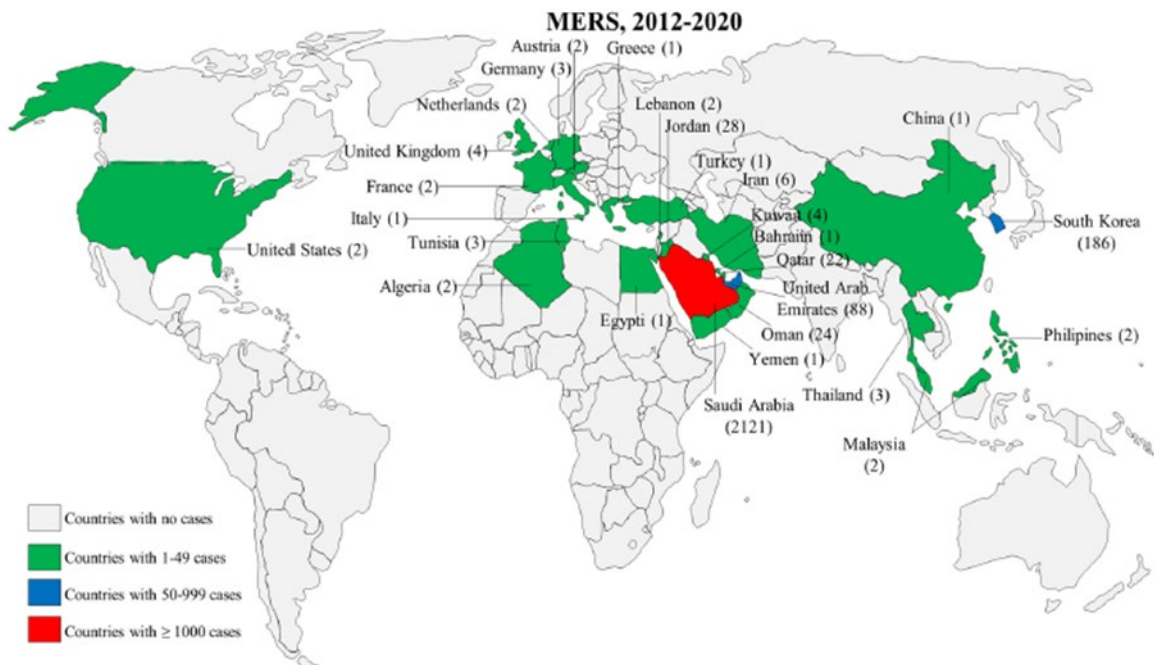 MERS, 2012-2020
Austria (2)
Greece (1)
Germany (3)
Netherlands (2)
Lebanon (2)
Jordan (28)
China (1)
United Kingdom (4)
Turkey (1)
Iran (6)
France (2)
Kuwait (4)
Italy (1)
Bahrain (1)
South Korea
(186)
Tunisia (3)
United States (2)
Qatar (22)
Algeria (2)
United Arab
Emirates (88)
Egypti (1)
Oman (24)
Philipines (2)
Yemen (1)
Thailand (3)
Saudi Arabia
(2121)
Malaysia
(2)
Countries with no cases
Countries with 1-49 cases
Countries with 50-999 cases
Countries with ≥ 1000 cases